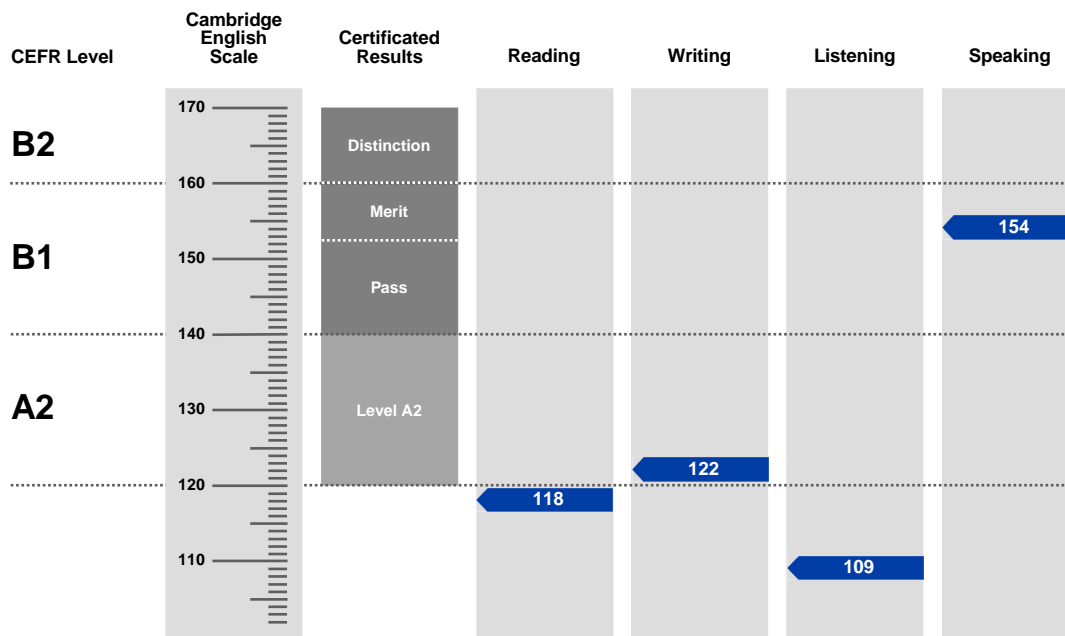 CEFR Level
Cambridge
English
Scale
Certificated
Results
Reading
Writing
Listening
Speaking
170
Distinction
B2
160
Merit
154
B1
150
Pass
140
A2
130
Level A2
122
120
118
110
109